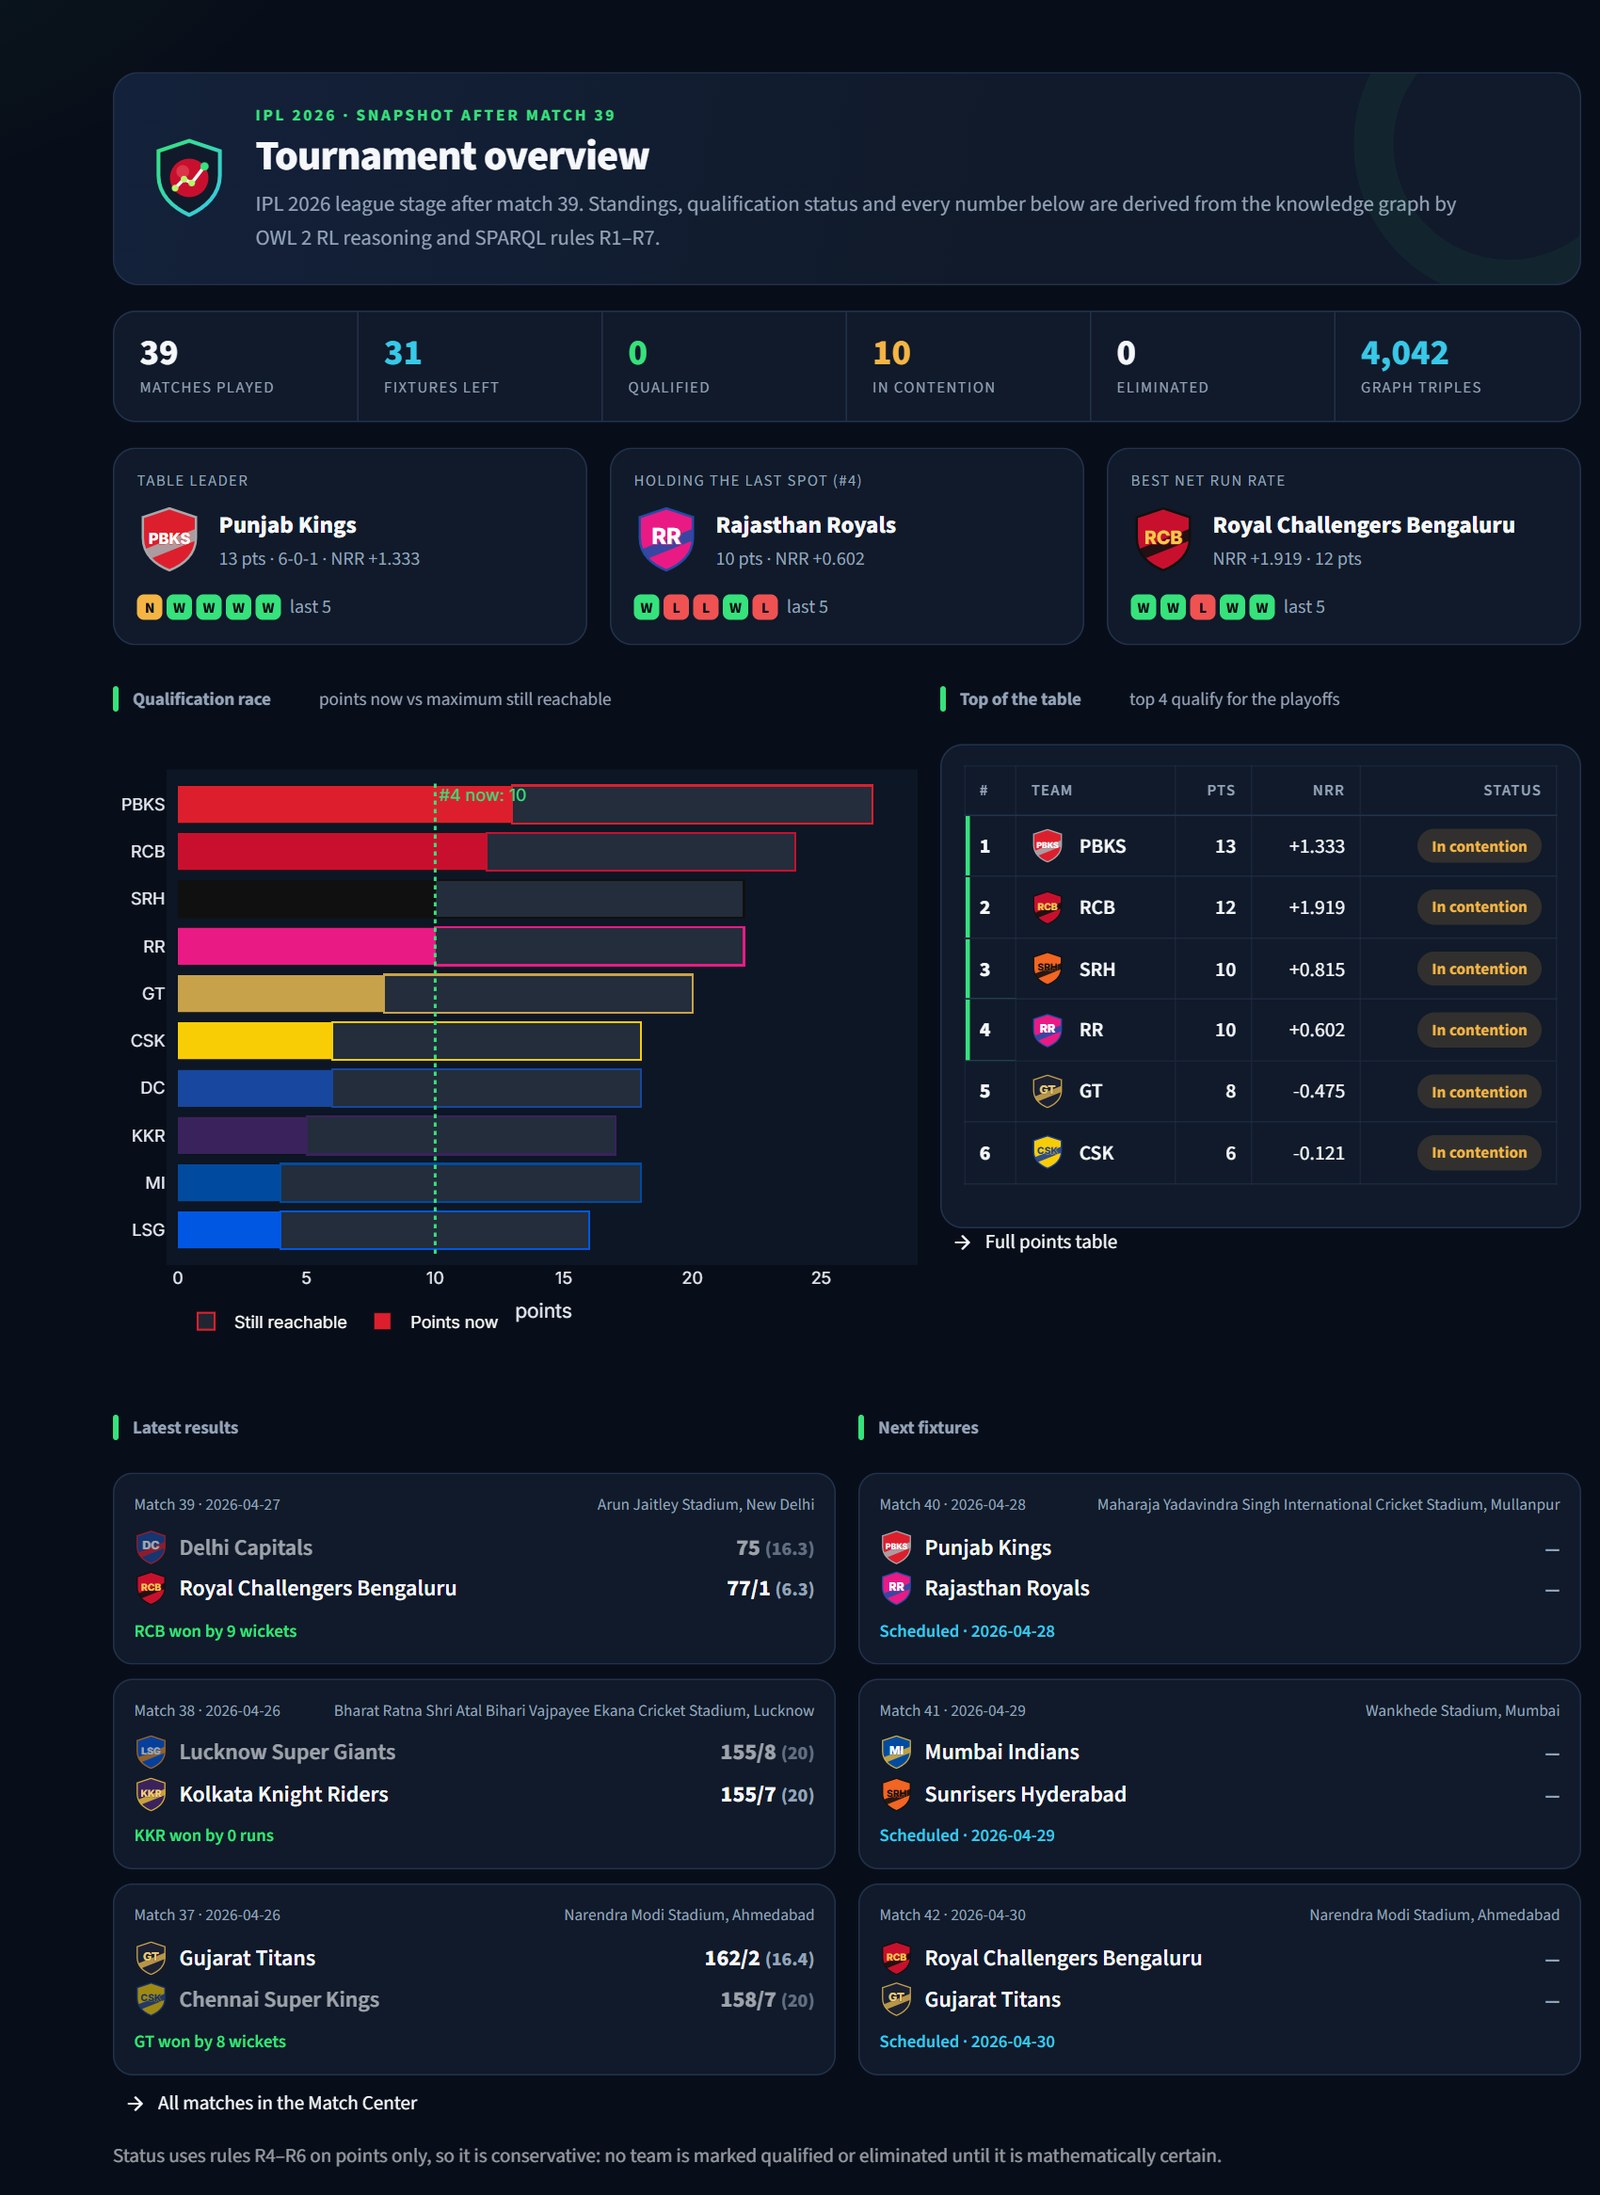 IPL 2026 · SNAPSHOT AFTER MATCH 39
Tournament overview
IPL 2026 league stage after match 39. Standings, qualification status and every number below are derived from the knowledge graph by
OWL 2 RL reasoning and SPARQL rules R1–R7.
39
MATCHES PLAYED
31
FIXTURES LEFT
0
QUALIFIED
10
IN CONTENTION
0
ELIMINATED
4,042
GRAPH TRIPLES
TABLE LEADER
PBKS
Punjab Kings
13 pts · 6-0-1 · NRR +1.333
N W W W W last 5
HOLDING THE LAST SPOT (#4)
RR
Rajasthan Royals
10 pts · NRR +0.602
W L L W L last 5
BEST NET RUN RATE
RCB
Royal Challengers Bengaluru
NRR +1.919 · 12 pts
W W L W W last 5
Qualification race points now vs maximum still reachable
#4 now: 10
PBKS
RCB
SRH
RR
GT
CSK
DC
KKR
MI
LSG
0 5 10 15 20 25
points
Still reachable Points now
Top of the table top 4 qualify for the playoffs
# TEAM PTS NRR STATUS
1 PBKS PBKS 13 +1.333 In contention
2 RCB RCB 12 +1.919 In contention
3 SRH SRH 10 +0.815 In contention
4 RR RR 10 +0.602 In contention
5 GT GT 8 -0.475 In contention
6 CSK CSK 6 -0.121 In contention
→ Full points table
Latest results
Match 39 · 2026-04-27 Arun Jaitley Stadium, New Delhi
DC Delhi Capitals 75 (16.3)
RCB Royal Challengers Bengaluru 77/1 (6.3)
RCB won by 9 wickets
Match 38 · 2026-04-26 Bharat Ratna Shri Atal Bihari Vajpayee Ekana Cricket Stadium, Lucknow
LSG Lucknow Super Giants 155/8 (20)
KKR Kolkata Knight Riders 155/7 (20)
KKR won by 0 runs
Match 37 · 2026-04-26 Narendra Modi Stadium, Ahmedabad
GT Gujarat Titans 162/2 (16.4)
CSK Chennai Super Kings 158/7 (20)
GT won by 8 wickets
→ All matches in the Match Center
Next fixtures
Match 40 · 2026-04-28 Maharaja Yadavindra Singh International Cricket Stadium, Mullanpur
PBKS Punjab Kings –
RR Rajasthan Royals –
Scheduled · 2026-04-28
Match 41 · 2026-04-29 Wankhede Stadium, Mumbai
MI Mumbai Indians –
SRH Sunrisers Hyderabad –
Scheduled · 2026-04-29
Match 42 · 2026-04-30 Narendra Modi Stadium, Ahmedabad
RCB Royal Challengers Bengaluru –
GT Gujarat Titans –
Scheduled · 2026-04-30
Status uses rules R4–R6 on points only, so it is conservative: no team is marked qualified or eliminated until it is mathematically certain.